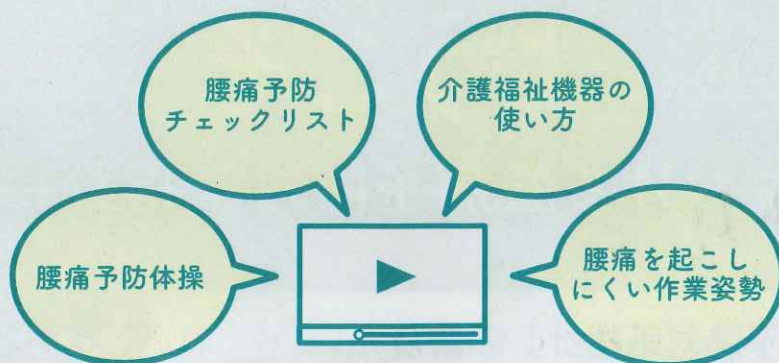 腰痛予防
チェックリスト
介護福祉機器の
使い方
腰痛予防体操
腰痛を起こし
にくい作業姿勢